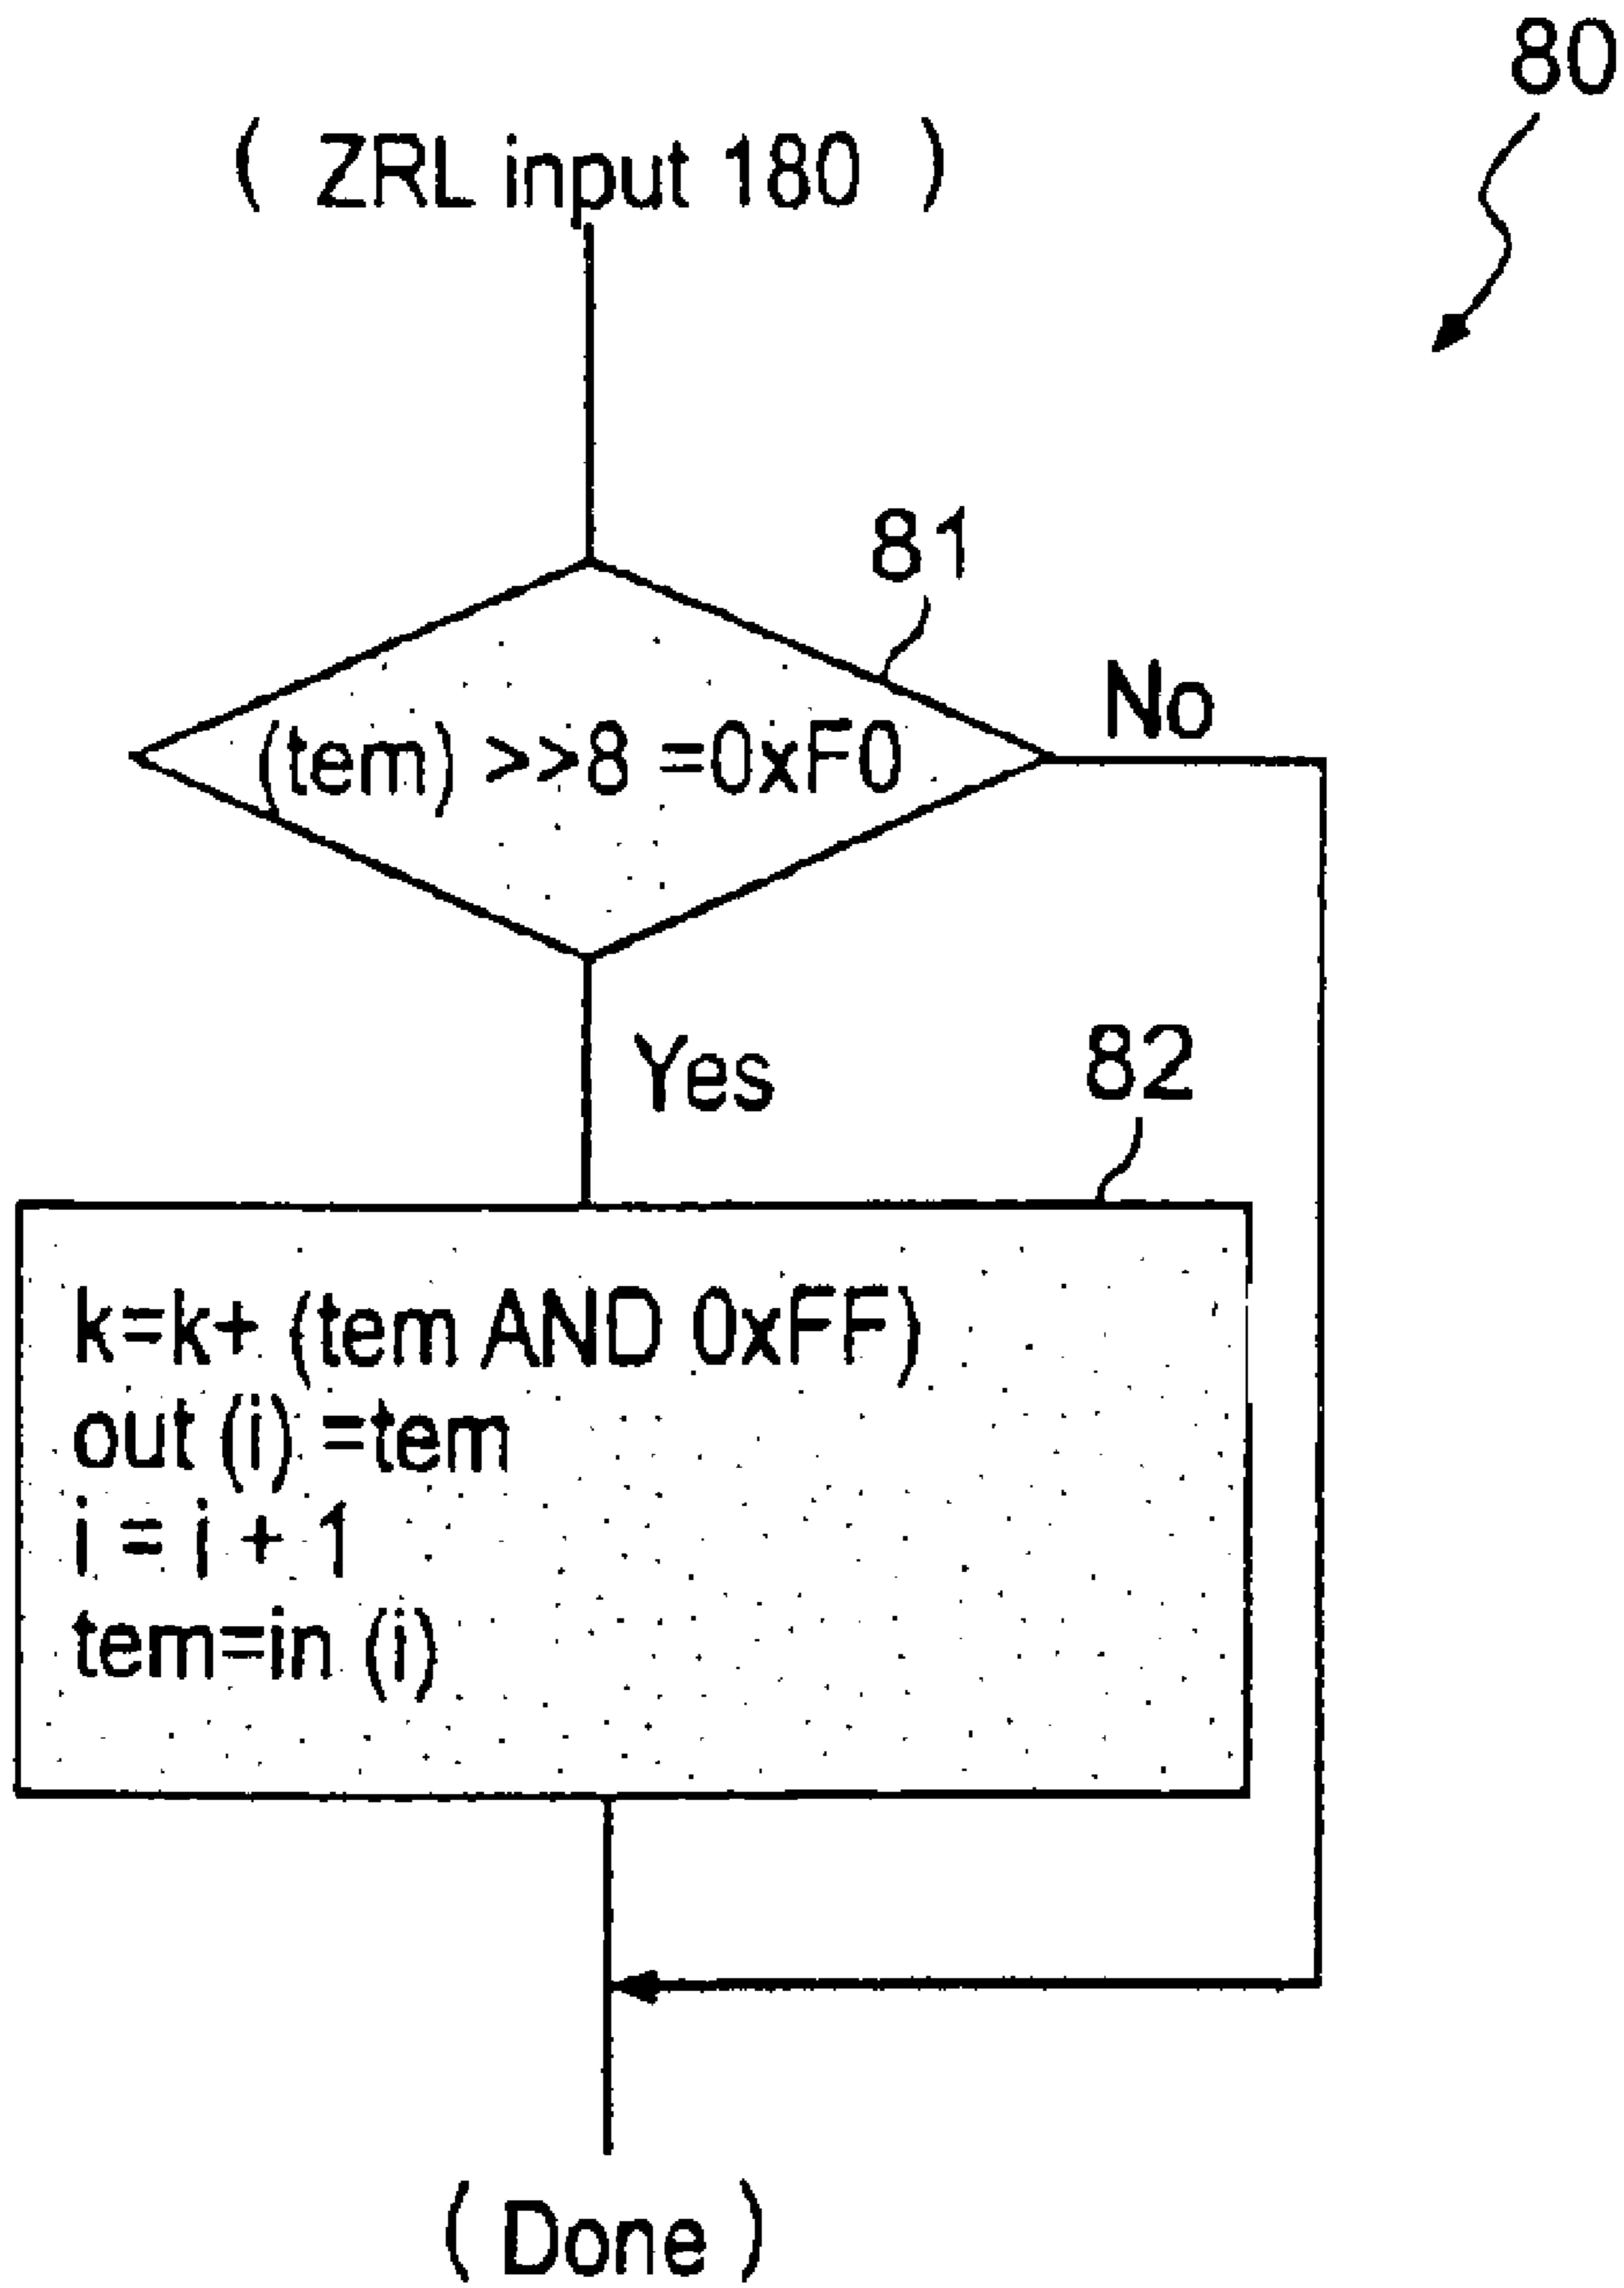 80
( ZRL input 180 )
81
(tem) >>8 =0xF0
No
Yes
82
k=k+ (tem AND 0xFF)
out (i) =tem
i = i + 1
tem=in (i)
( Done )